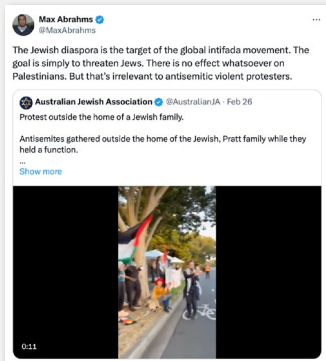 Max Abrahms
@MaxAbrahms
The Jewish diaspora is the target of the global intifada movement. The
goal is simply to threaten Jews. There is no effect whatsoever on
Palestinians. But that's irrelevant to antisemitic violent protesters.
Australian Jewish Association @AustralianJA · Feb 26
Protest outside the home of a Jewish family.
Antisemites gathered outside the home of the Jewish, Pratt family while they
held a function.
...
Show more
0:11